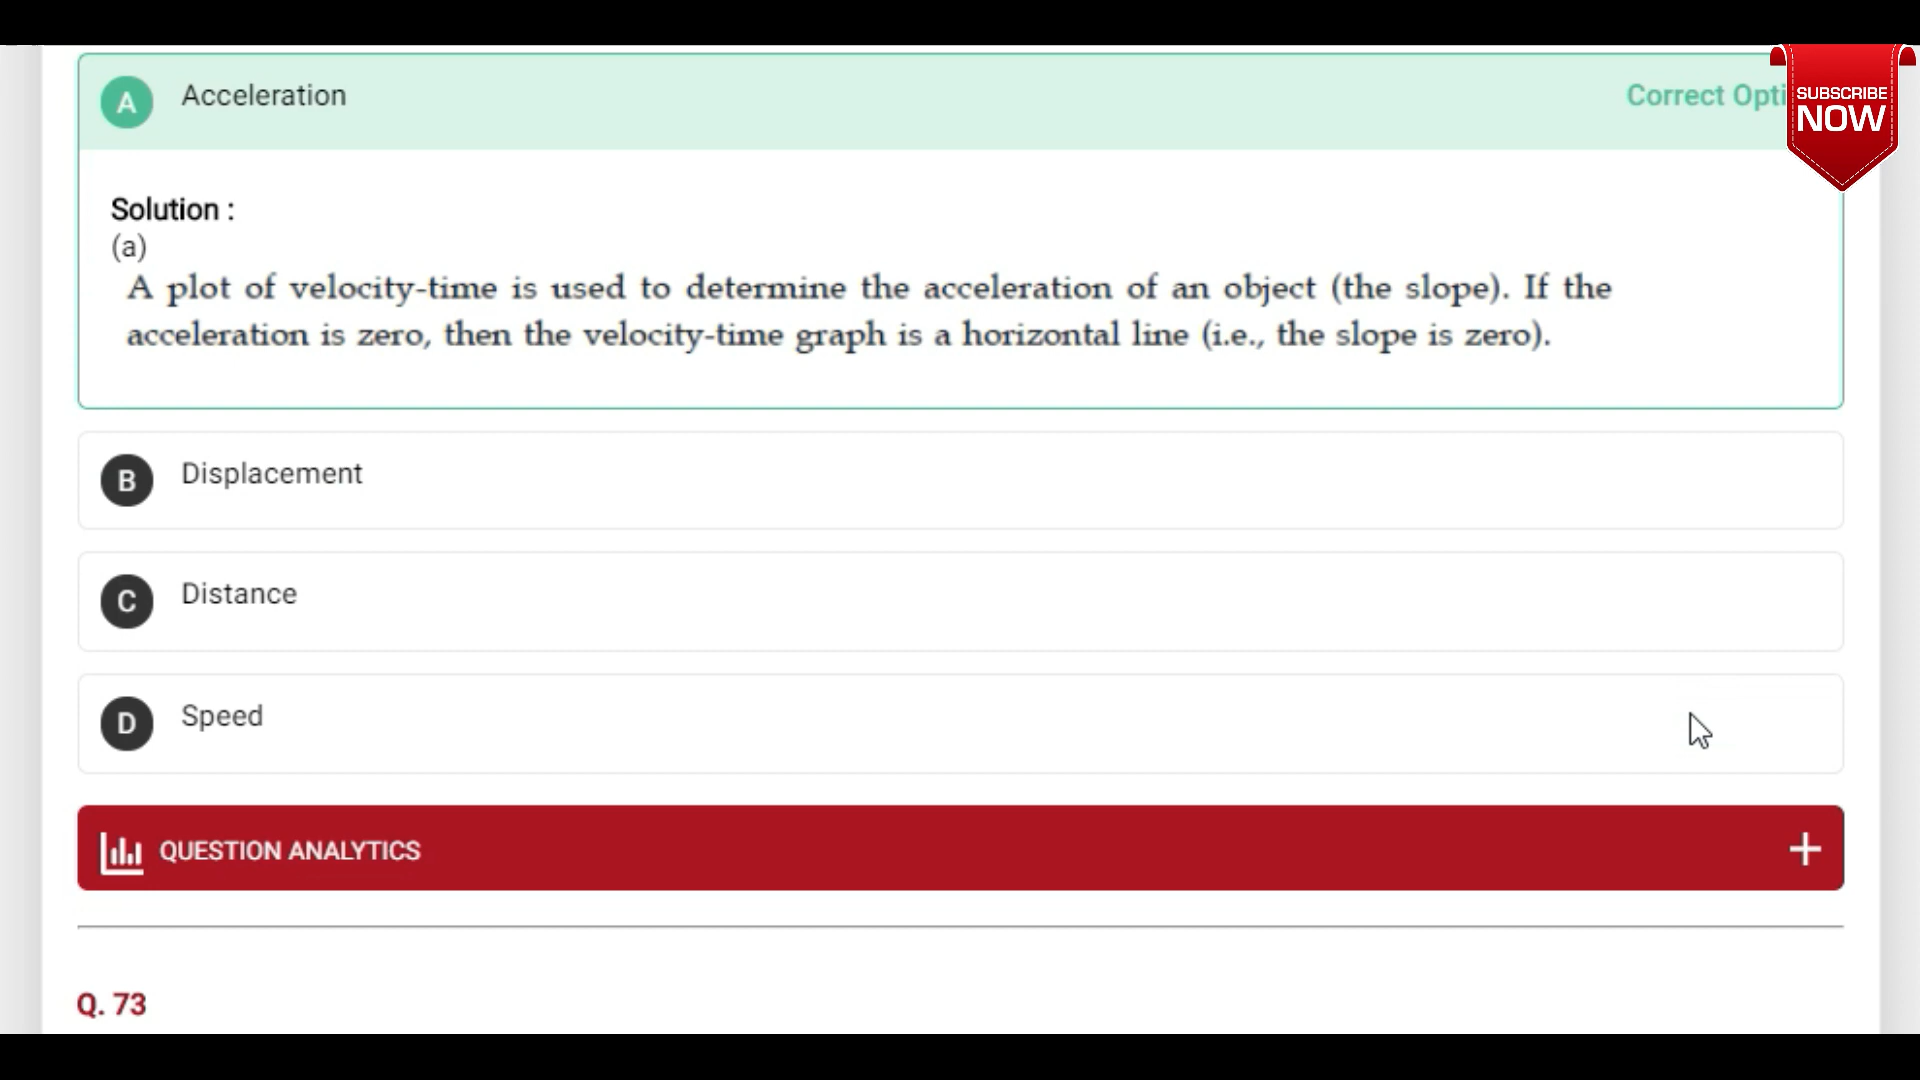 A Acceleration Correct Opti
SUBSCRIBE
NOW
Solution :
(a)
A plot of velocity-time is used to determine the acceleration of an object (the slope). If the
acceleration is zero, then the velocity-time graph is a horizontal line (i.e., the slope is zero).
B Displacement
C Distance
D Speed
QUESTION ANALYTICS +
Q. 73